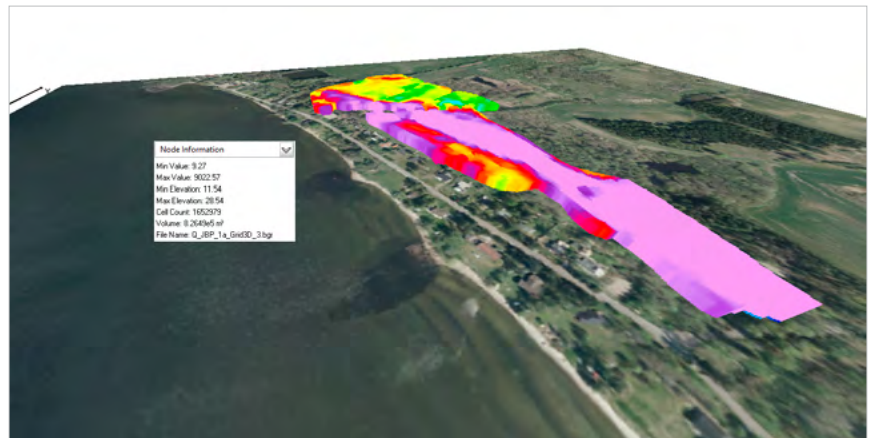 Node Information
Min Value: 9.27
Max Value: 9022.57
Min Elevation: 11.54
Max Elevation: 28.54
Cell Count: 1652979
Volume: 8.2649e5 m³
File Name: Q_JBP_1a_Grid3D_3.bgr
Y